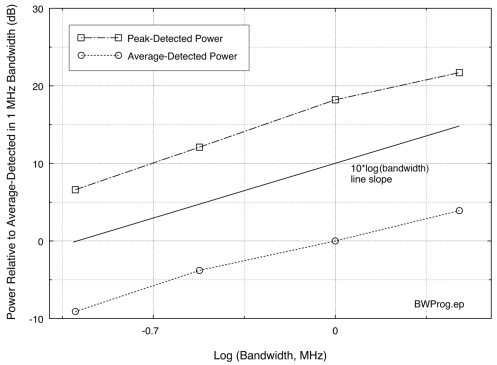 Power Relative to Average-Detected in 1 MHz Bandwidth (dB)
30
20
10
0
-10
Peak-Detected Power
Average-Detected Power
10*log(bandwidth)
line slope
BWProg.ep
-0.7
0
Log (Bandwidth, MHz)